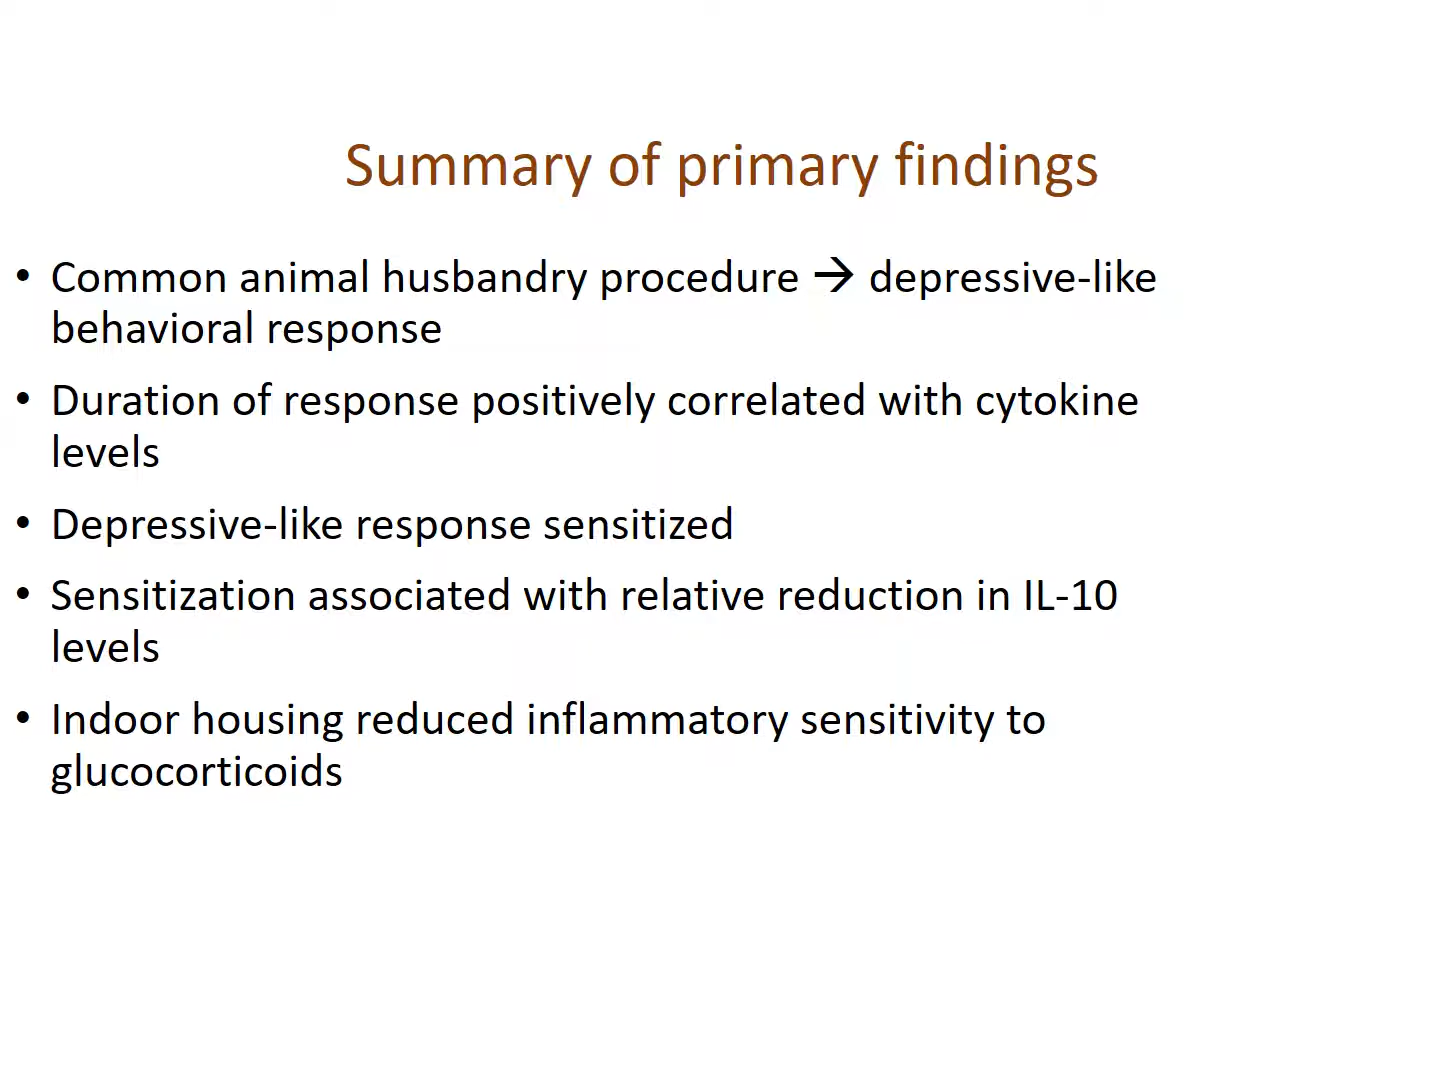 Summary of primary findings
• Common animal husbandry procedure → depressive-like
behavioral response
• Duration of response positively correlated with cytokine
levels
• Depressive-like response sensitized
• Sensitization associated with relative reduction in IL-10
levels
• Indoor housing reduced inflammatory sensitivity to
glucocorticoids